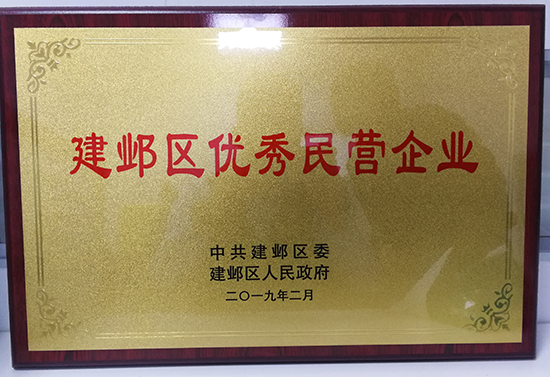 建邺区优秀民营企业
中共建邺区委
建邺区人民政府
二〇一九年二月